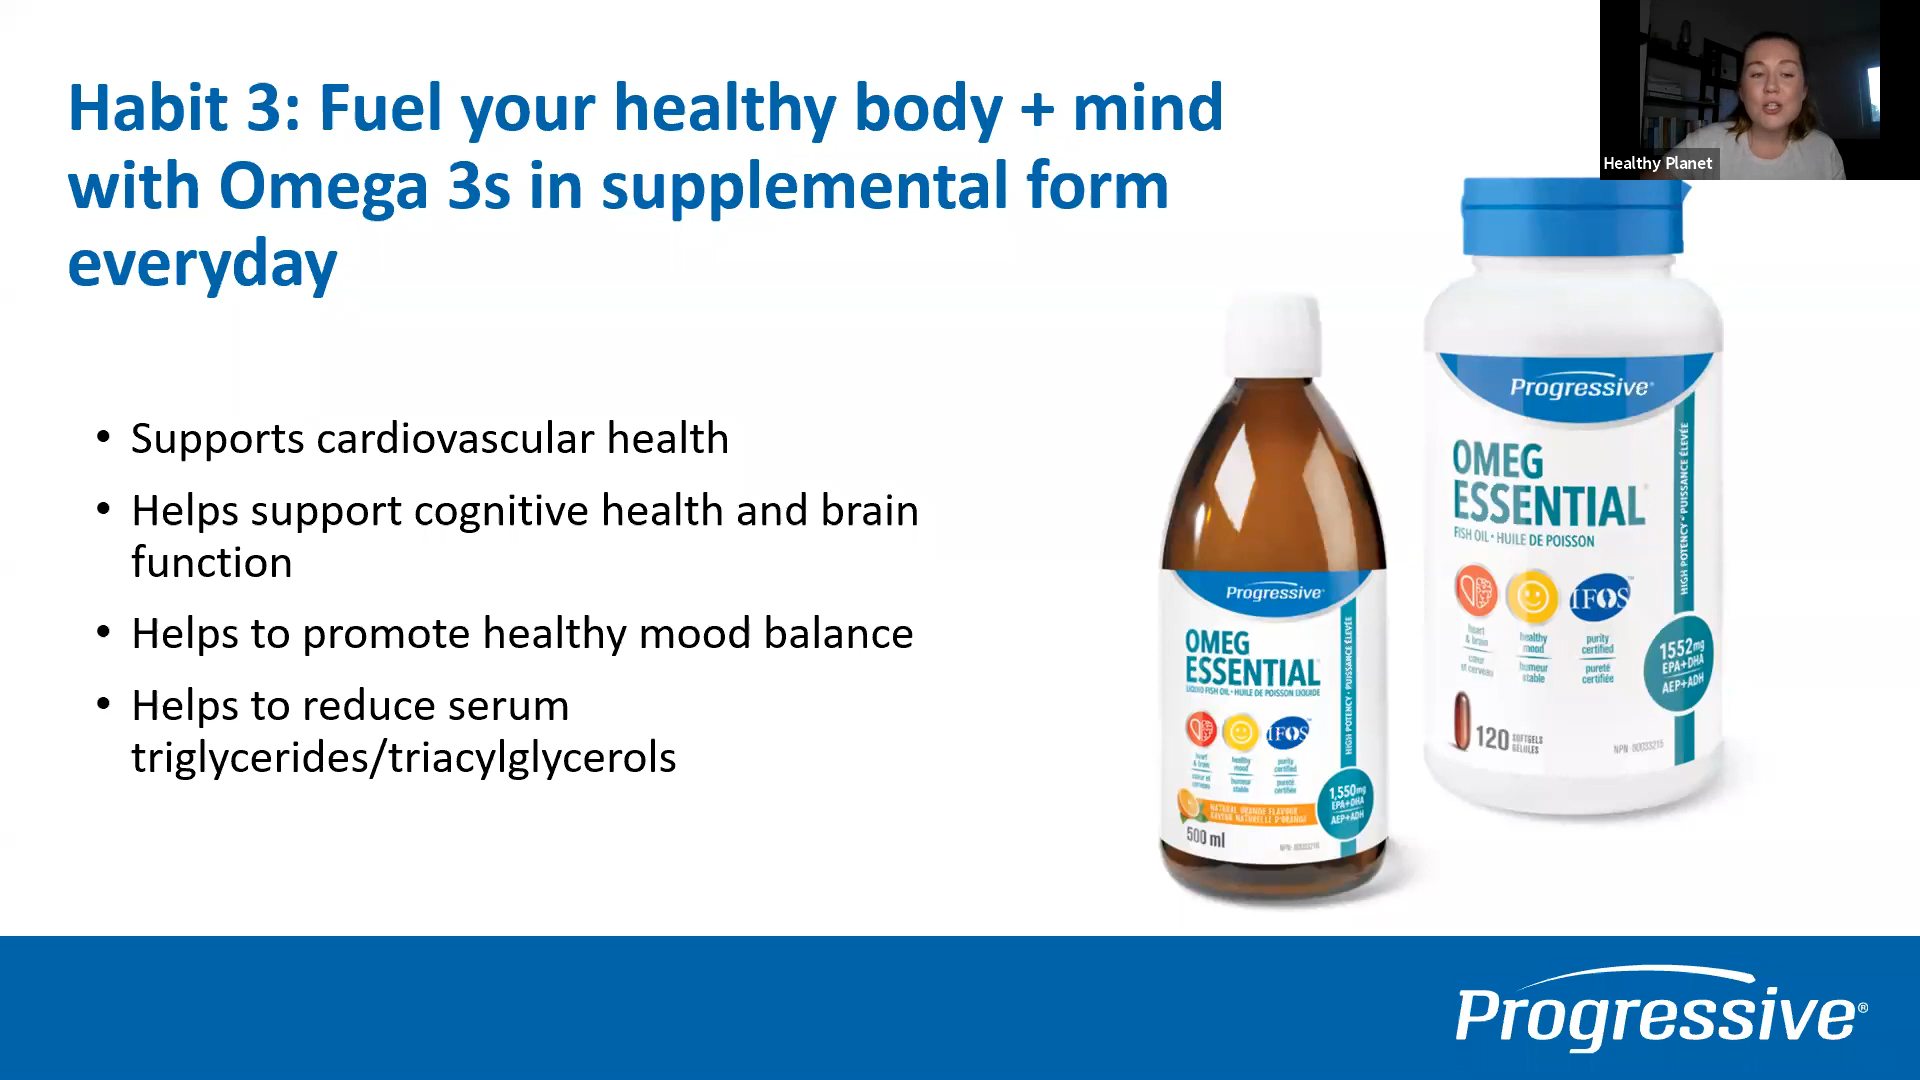 Habit 3: Fuel your healthy body + mind
with Omega 3s in supplemental form
everyday
Healthy Planet
• Supports cardiovascular health
• Helps support cognitive health and brain
function
• Helps to promote healthy mood balance
• Helps to reduce serum
triglycerides/triacylglycerols
Progressive
OMEG
ESSENTIAL
LIQUID FISH OIL • HUILE DE POISSON LIQUIDE
HIGH POTENCY • PUISSANCE ÉLEVÉE
IFOS
heart
& brain
cœur et
cerveau
healthy
mood
humeur
stable
purity
certified
pureté
certifiée
1,550mg
EPA+DHA
AEP+ADH
NATURAL ORANGE FLAVOUR
SAVEUR NATURELLE D'ORANGE
500 ml
Progressive®
OMEG
ESSENTIAL
FISH OIL • HUILE DE POISSON
HIGH POTENCY • PUISSANCE ÉLEVÉE
IFOS™
heart
& brain
cœur
et cerveau
healthy
mood
humeur
stable
purity
certified
pureté
certifiée
1552mg
EPA+DHA
AEP+ADH
120 SOFTGELS
GÉLULES
NPN 80033215
Progressive®